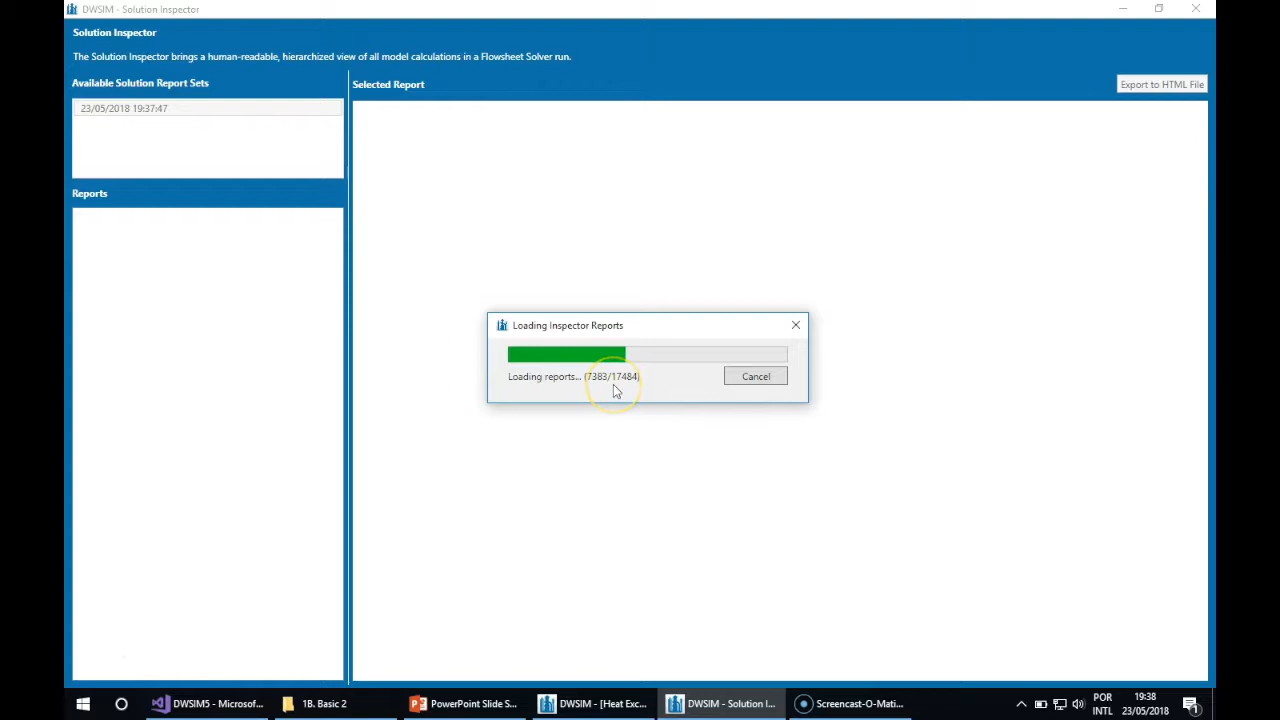 DWSIM - Solution Inspector
Solution Inspector
The Solution Inspector brings a human-readable, hierarchized view of all model calculations in a Flowsheet Solver run.
Available Solution Report Sets
Selected Report
Export to HTML File
23/05/2018 19:37:47
Reports
Loading Inspector Reports
Loading reports... (7383/17484)
Cancel
DWSIM5 - Microsof...
1B. Basic 2
PowerPoint Slide S...
DWSIM - [Heat Exc...
DWSIM - Solution I...
Screencast-O-Mati...
POR
INTL
19:38
23/05/2018
1